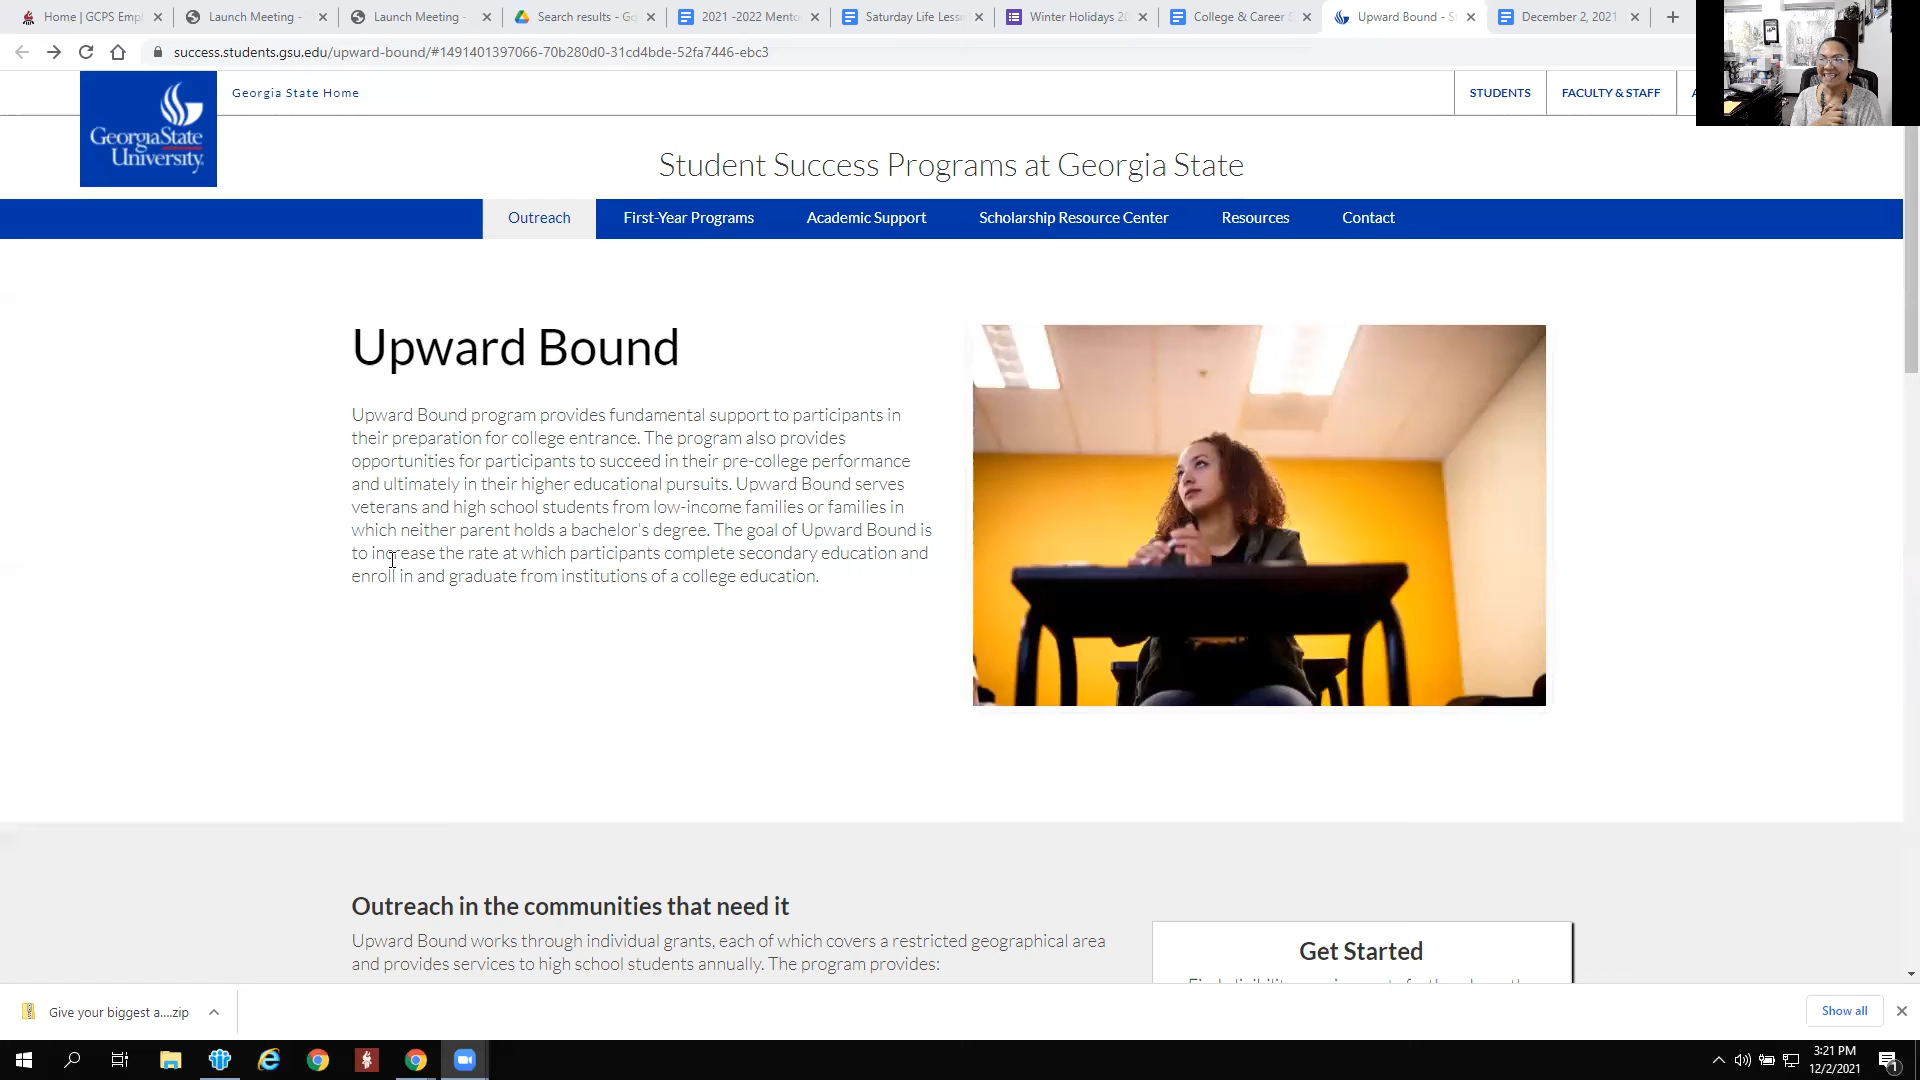 Home | GCPS Empl
Launch Meeting -
Launch Meeting -
Search results - Go
2021 -2022 Mento
Saturday Life Less
Winter Holidays 20
College & Career
Upward Bound - S
December 2, 2021
success.students.gsu.edu/upward-bound/#1491401397066-70b280d0-31cd4bde-52fa7446-ebc3
Georgia State Home
STUDENTS
FACULTY & STAFF
GeorgiaState
University
Student Success Programs at Georgia State
Outreach
First-Year Programs
Academic Support
Scholarship Resource Center
Resources
Contact
Upward Bound
Upward Bound program provides fundamental support to participants in
their preparation for college entrance. The program also provides
opportunities for participants to succeed in their pre-college performance
and ultimately in their higher educational pursuits. Upward Bound serves
veterans and high school students from low-income families or families in
which neither parent holds a bachelor's degree. The goal of Upward Bound is
to increase the rate at which participants complete secondary education and
enroll in and graduate from institutions of a college education.
Outreach in the communities that need it
Upward Bound works through individual grants, each of which covers a restricted geographical area
and provides services to high school students annually. The program provides:
Get Started
Give your biggest a....zip
Show all
3:21 PM
12/2/2021
1